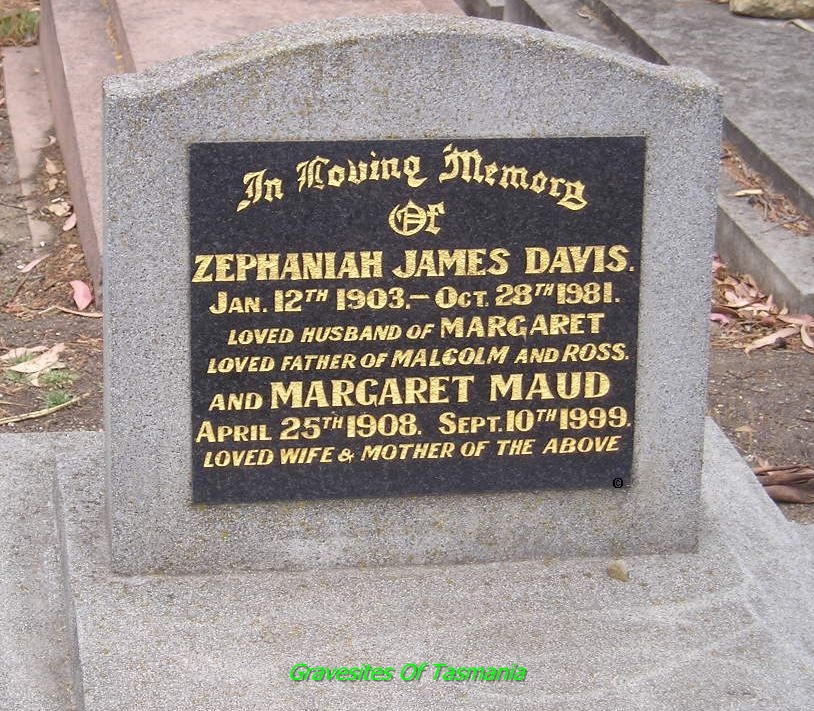 In Loving Memory
Of
ZEPHANIAH JAMES DAVIS.
JAN. 12TH 1903.– OCT. 28TH 1981.
LOVED HUSBAND OF MARGARET
LOVED FATHER OF MALCOLM AND ROSS.
AND MARGARET MAUD
APRIL 25TH 1908. SEPT. 10TH 1999.
LOVED WIFE & MOTHER OF THE ABOVE
©
Gravesites Of Tasmania